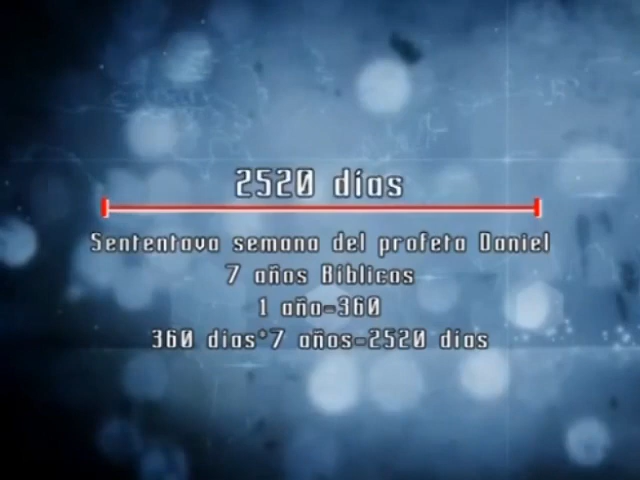 2520 días
Sententava semana del profeta Daniel
7 años Bíblicos
1 año=360
360 días*7 años=2520 días